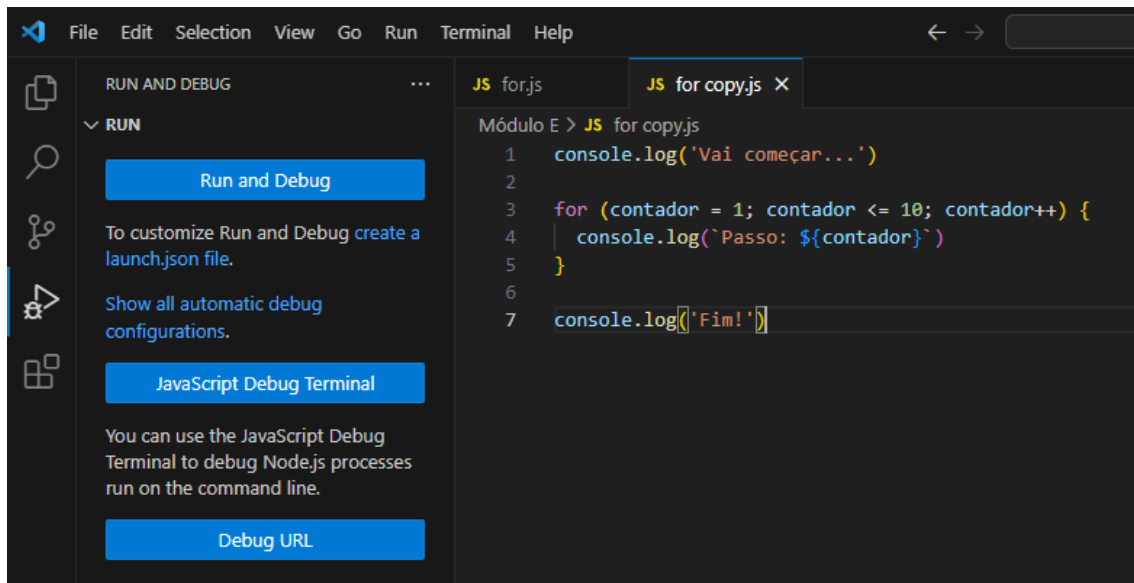 File Edit Selection View Go Run Terminal Help
RUN AND DEBUG ...
RUN
Run and Debug
To customize Run and Debug create a
launch.json file.
Show all automatic debug
configurations.
JavaScript Debug Terminal
You can use the JavaScript Debug
Terminal to debug Node.js processes
run on the command line.
Debug URL
JS for.js JS for copy.js
Módulo E > JS for copy.js
1 console.log('Vai começar...')
2
3 for (contador = 1; contador <= 10; contador++) {
4 console.log(`Passo: ${contador}`)
5 }
6
7 console.log('Fim!')